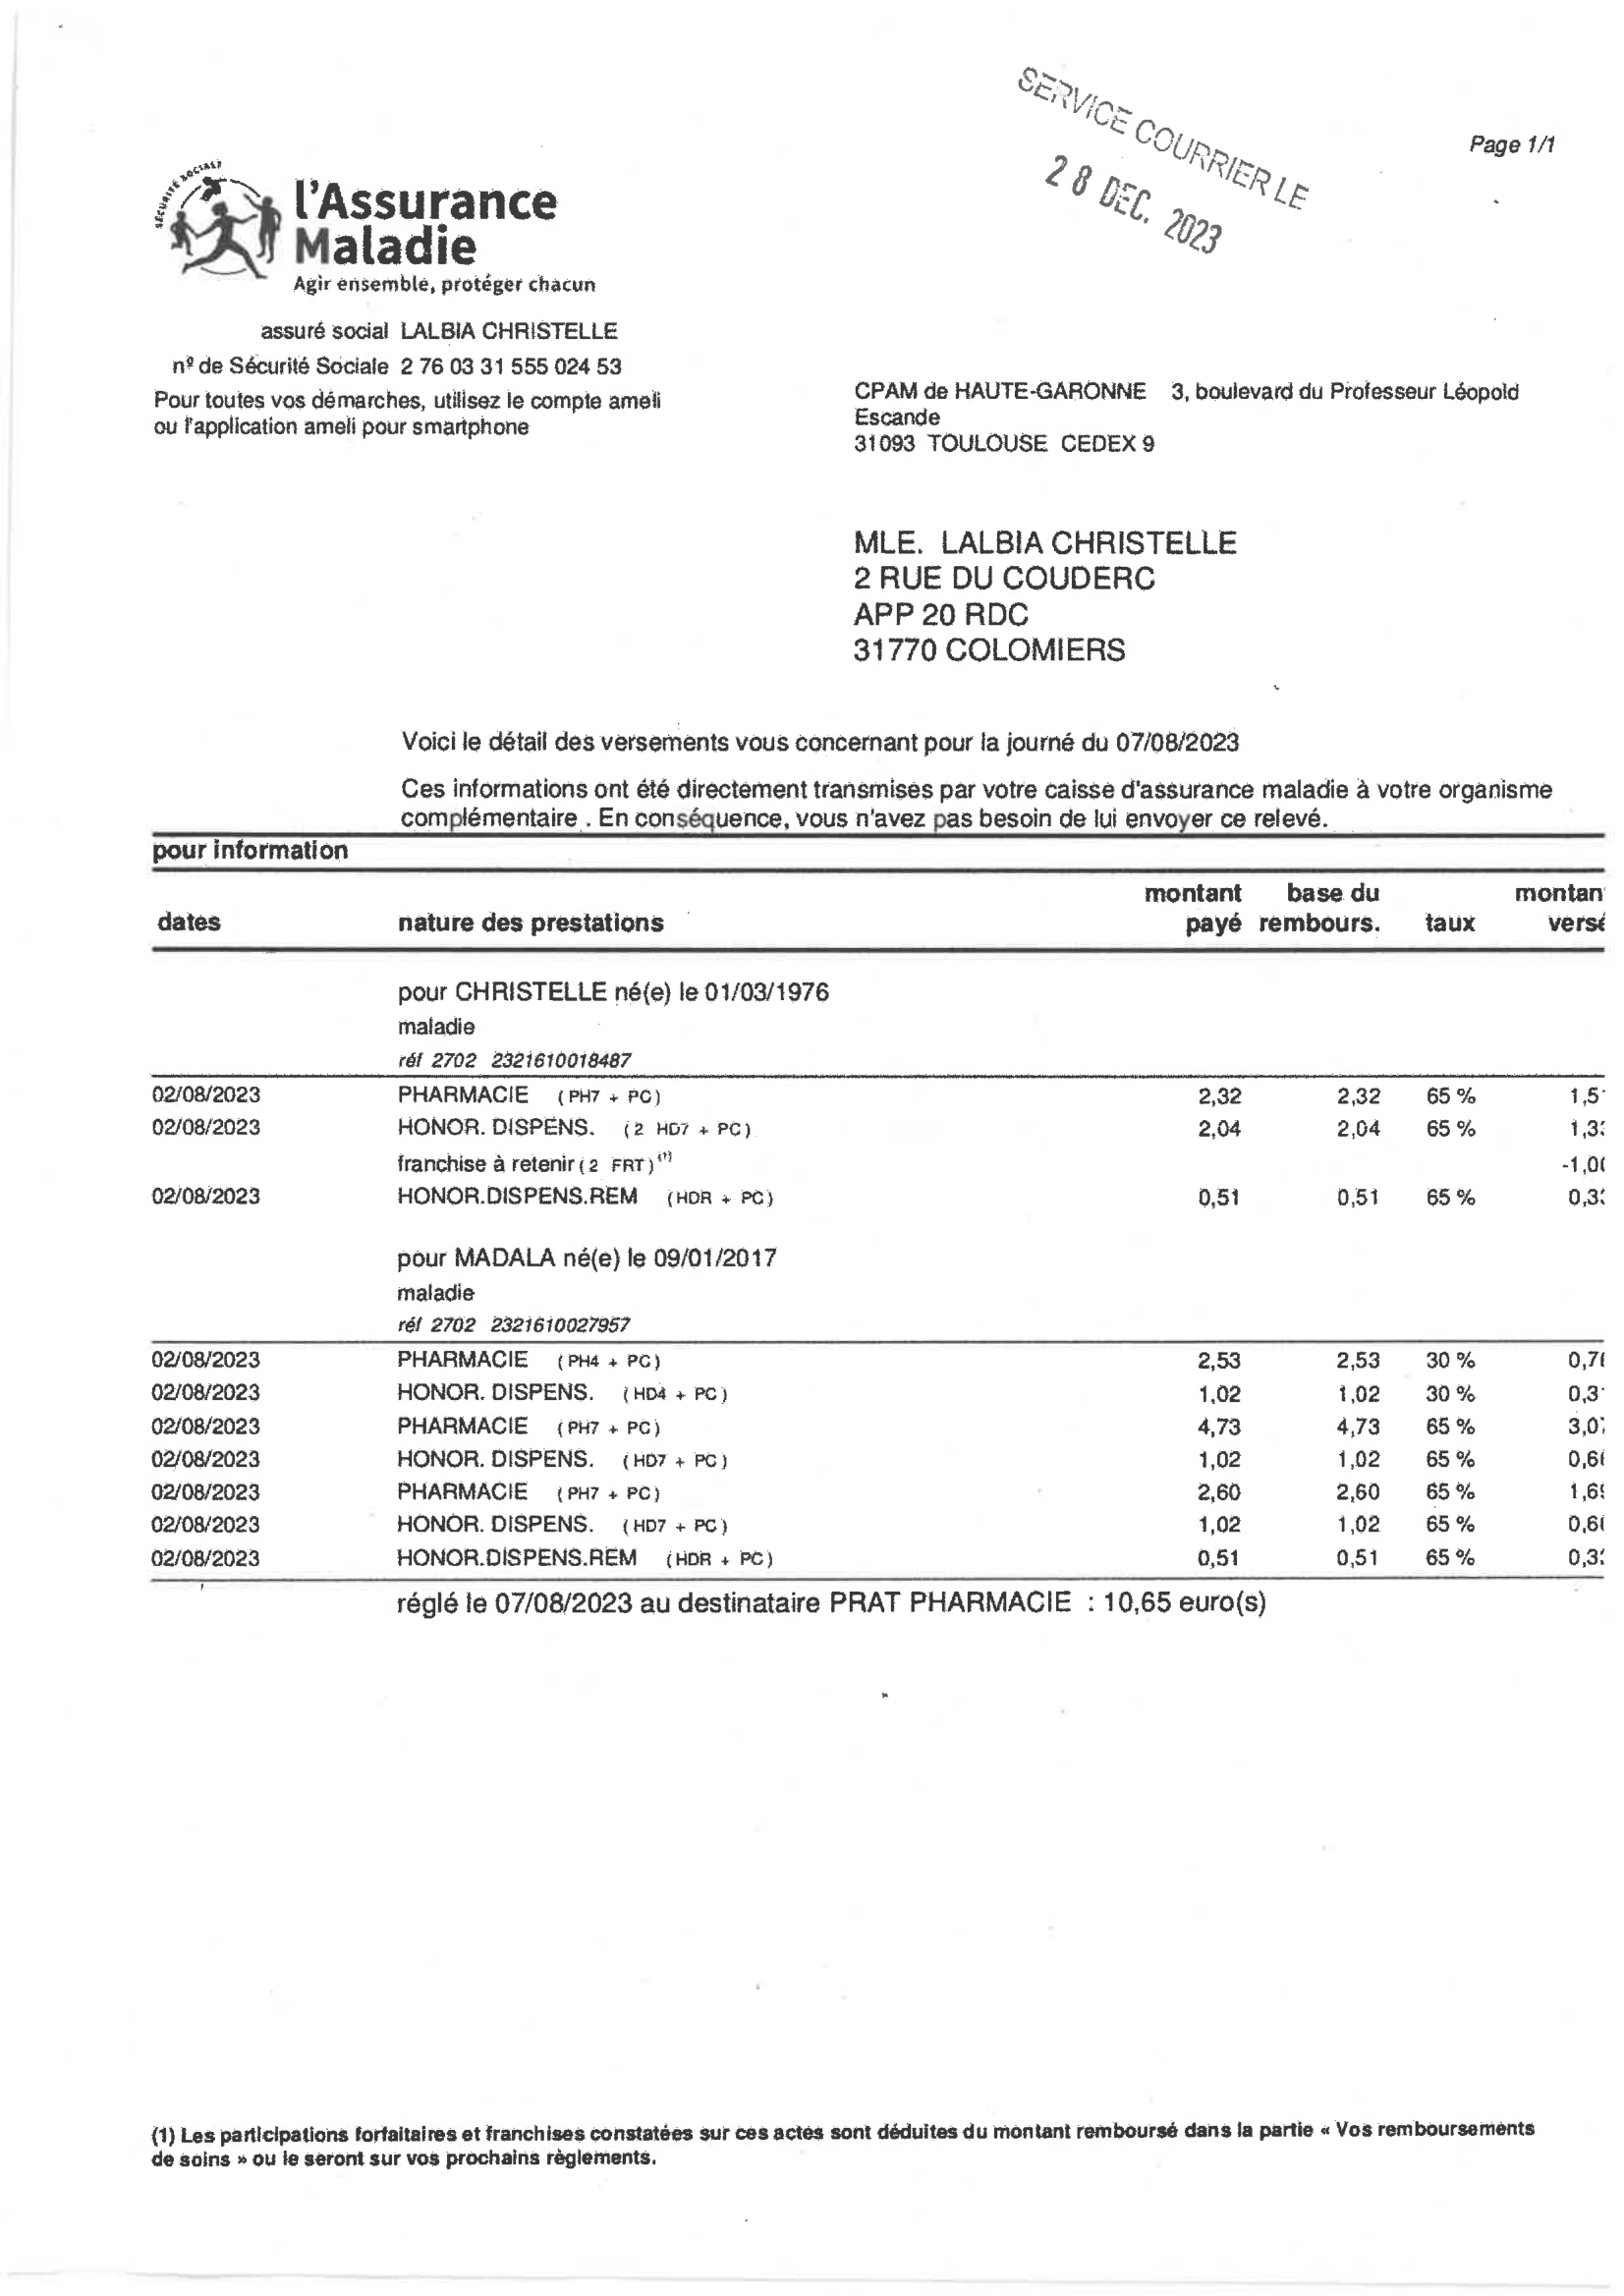 SERVICE COURRIER LE
28 DEC. 2023
Page 1/1
SÉCURITÉ SOCIALE
l'Assurance
Maladie
Agir ensemble, protéger chacun
assuré social LALBIA CHRISTELLE
nº de Sécurité Sociale 2 76 03 31 555 024 53
Pour toutes vos démarches, utilisez le compte ameli
ou l'application ameli pour smartphone
CPAM de HAUTE-GARONNE 3, boulevard du Professeur Léopold
Escande
31093 TOULOUSE CEDEX 9
MLE. LALBIA CHRISTELLE
2 RUE DU COUDERC
APP 20 RDC
31770 COLOMIERS
Voici le détail des versements vous concernant pour la journé du 07/08/2023
Ces informations ont été directement transmises par votre caisse d'assurance maladie à votre organisme
complémentaire . En conséquence, vous n'avez pas besoin de lui envoyer ce relevé.
pour information
montant base du montan
dates nature des prestations payé rembours. taux vers
pour CHRISTELLE né(e) le 01/03/1976
maladie
réf 2702 2321610018487
02/08/2023 PHARMACIE (PH7 + PC) 2,32 2,32 65 % 1,5
02/08/2023 HONOR. DISPENS. (2 HD7 + PC) 2,04 2,04 65 % 1,3
franchise à retenir (2 FRT) (1) -1,0
02/08/2023 HONOR.DISPENS.REM (HDR + PC) 0,51 0,51 65 % 0,3
pour MADALA né(e) le 09/01/2017
maladie
réf 2702 2321610027957
02/08/2023 PHARMACIE (PH4 + PC) 2,53 2,53 30 % 0,7
02/08/2023 HONOR. DISPENS. (HD4 + PC) 1,02 1,02 30 % 0,3
02/08/2023 PHARMACIE (PH7 + PC) 4,73 4,73 65 % 3,0
02/08/2023 HONOR. DISPENS. (HD7 + PC) 1,02 1,02 65 % 0,6
02/08/2023 PHARMACIE (PH7 + PC) 2,60 2,60 65 % 1,6
02/08/2023 HONOR. DISPENS. (HD7 + PC) 1,02 1,02 65 % 0,6
02/08/2023 HONOR.DISPENS.REM (HDR + PC) 0,51 0,51 65 % 0,3
réglé le 07/08/2023 au destinataire PRAT PHARMACIE : 10,65 euro(s)
(1) Les participations forfaitaires et franchises constatées sur ces actes sont déduites du montant remboursé dans la partie « Vos remboursements
de soins » ou le seront sur vos prochains règlements.